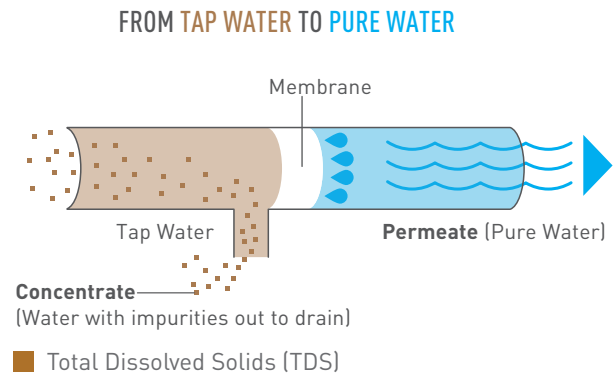 FROM TAP WATER TO PURE WATER
Membrane
Tap Water
Permeate (Pure Water)
Concentrate
(Water with impurities out to drain)
Total Dissolved Solids (TDS)